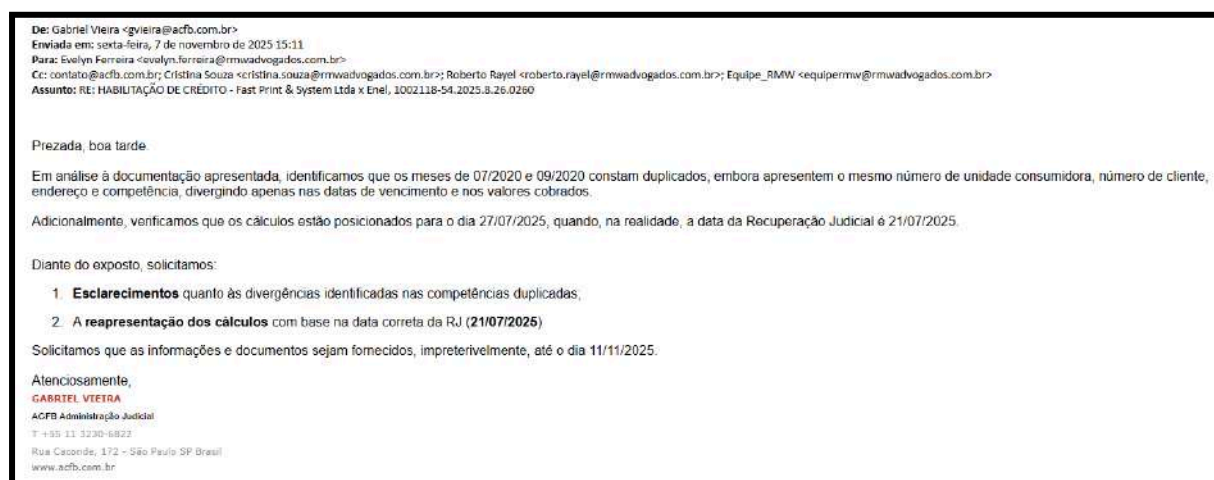 De: Gabriel Vieira <gvieira@acfb.com.br>
Enviada em: sexta-feira, 7 de novembro de 2025 15:11
Para: Evelyn Ferreira <evelyn.ferreira@rmwadvogados.com.br>
Cc: contato@acfb.com.br; Cristina Souza <cristina.souza@rmwadvogados.com.br>; Roberto Rayel <roberto.rayel@rmwadvogados.com.br>; Equipe_RMW <equipermw@rmwadvogados.com.br>
Assunto: RE: HABILITAÇÃO DE CRÉDITO - Fast Print & System Ltda x Enel, 1002118-54.2025.8.26.0260
Prezada, boa tarde.
Em análise à documentação apresentada, identificamos que os meses de 07/2020 e 09/2020 constam duplicados, embora apresentem o mesmo número de unidade consumidora, número de cliente,
endereço e competência, divergindo apenas nas datas de vencimento e nos valores cobrados.
Adicionalmente, verificamos que os cálculos estão posicionados para o dia 27/07/2025, quando, na realidade, a data da Recuperação Judicial é 21/07/2025.
Diante do exposto, solicitamos:
1. Esclarecimentos quanto às divergências identificadas nas competências duplicadas;
2. A reapresentação dos cálculos com base na data correta da RJ (21/07/2025)
Solicitamos que as informações e documentos sejam fornecidos, impreterivelmente, até o dia 11/11/2025.
Atenciosamente,
GABRIEL VIEIRA
ACFB Administração Judicial
T +55 11 3230-6822
Rua Caconde, 172 - São Paulo SP Brasil
www.acfb.com.br